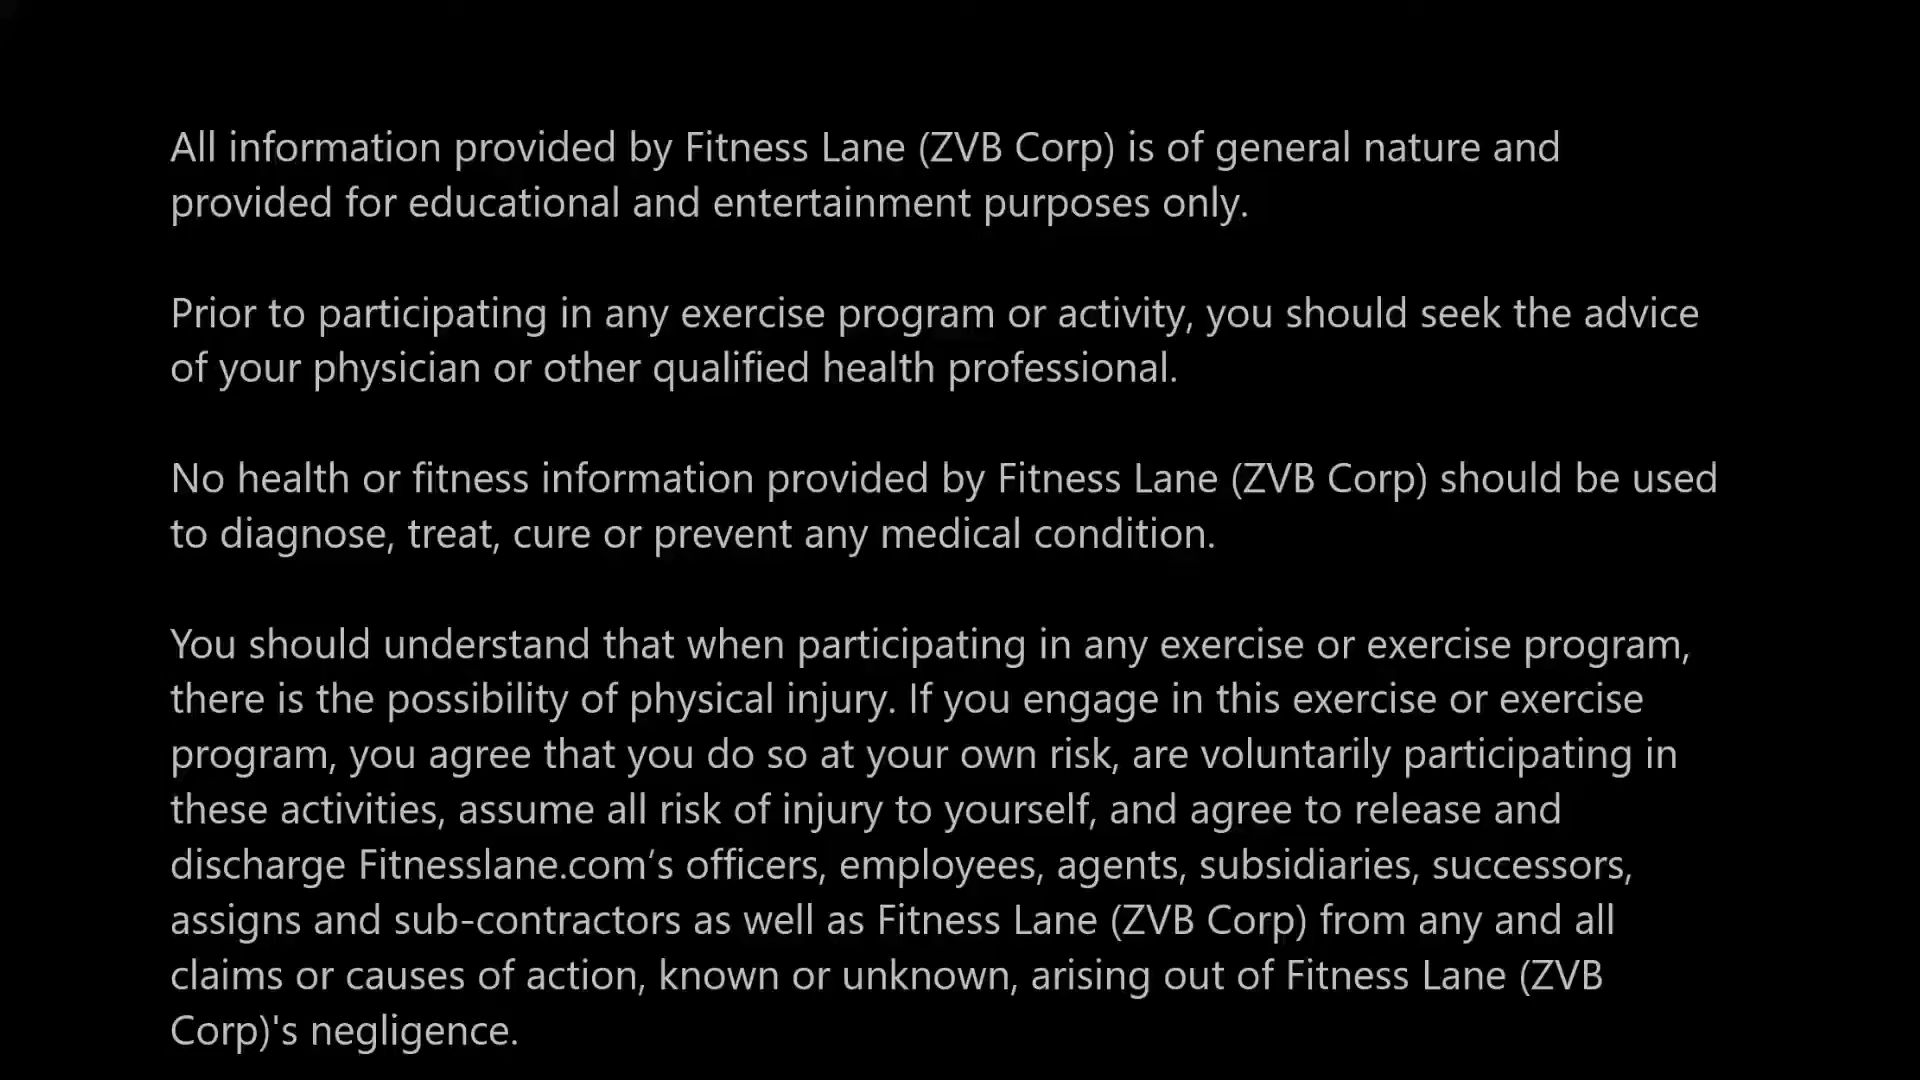 All information provided by Fitness Lane (ZVB Corp) is of general nature and
provided for educational and entertainment purposes only.
Prior to participating in any exercise program or activity, you should seek the advice
of your physician or other qualified health professional.
No health or fitness information provided by Fitness Lane (ZVB Corp) should be used
to diagnose, treat, cure or prevent any medical condition.
You should understand that when participating in any exercise or exercise program,
there is the possibility of physical injury. If you engage in this exercise or exercise
program, you agree that you do so at your own risk, are voluntarily participating in
these activities, assume all risk of injury to yourself, and agree to release and
discharge Fitnesslane.com‘s officers, employees, agents, subsidiaries, successors,
assigns and sub-contractors as well as Fitness Lane (ZVB Corp) from any and all
claims or causes of action, known or unknown, arising out of Fitness Lane (ZVB
Corp)'s negligence.